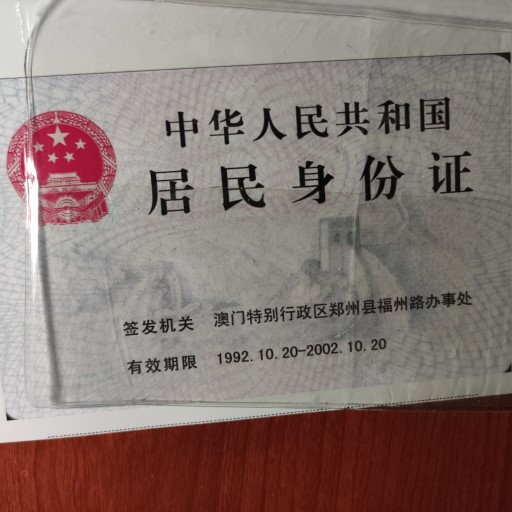 中华人民共和国
居民身份证
签发机关 澳门特别行政区郑州县福州路办事处
有效期限 1992.10.20-2002.10.20